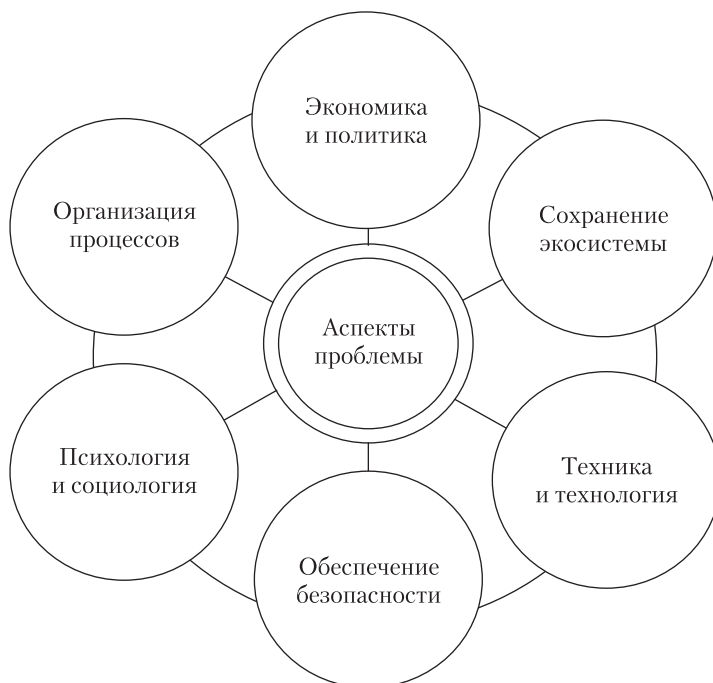 Экономика
и политика
Организация
процессов
Сохранение
экосистемы
Аспекты
проблемы
Психология
и социология
Техника
и технология
Обеспечение
безопасности